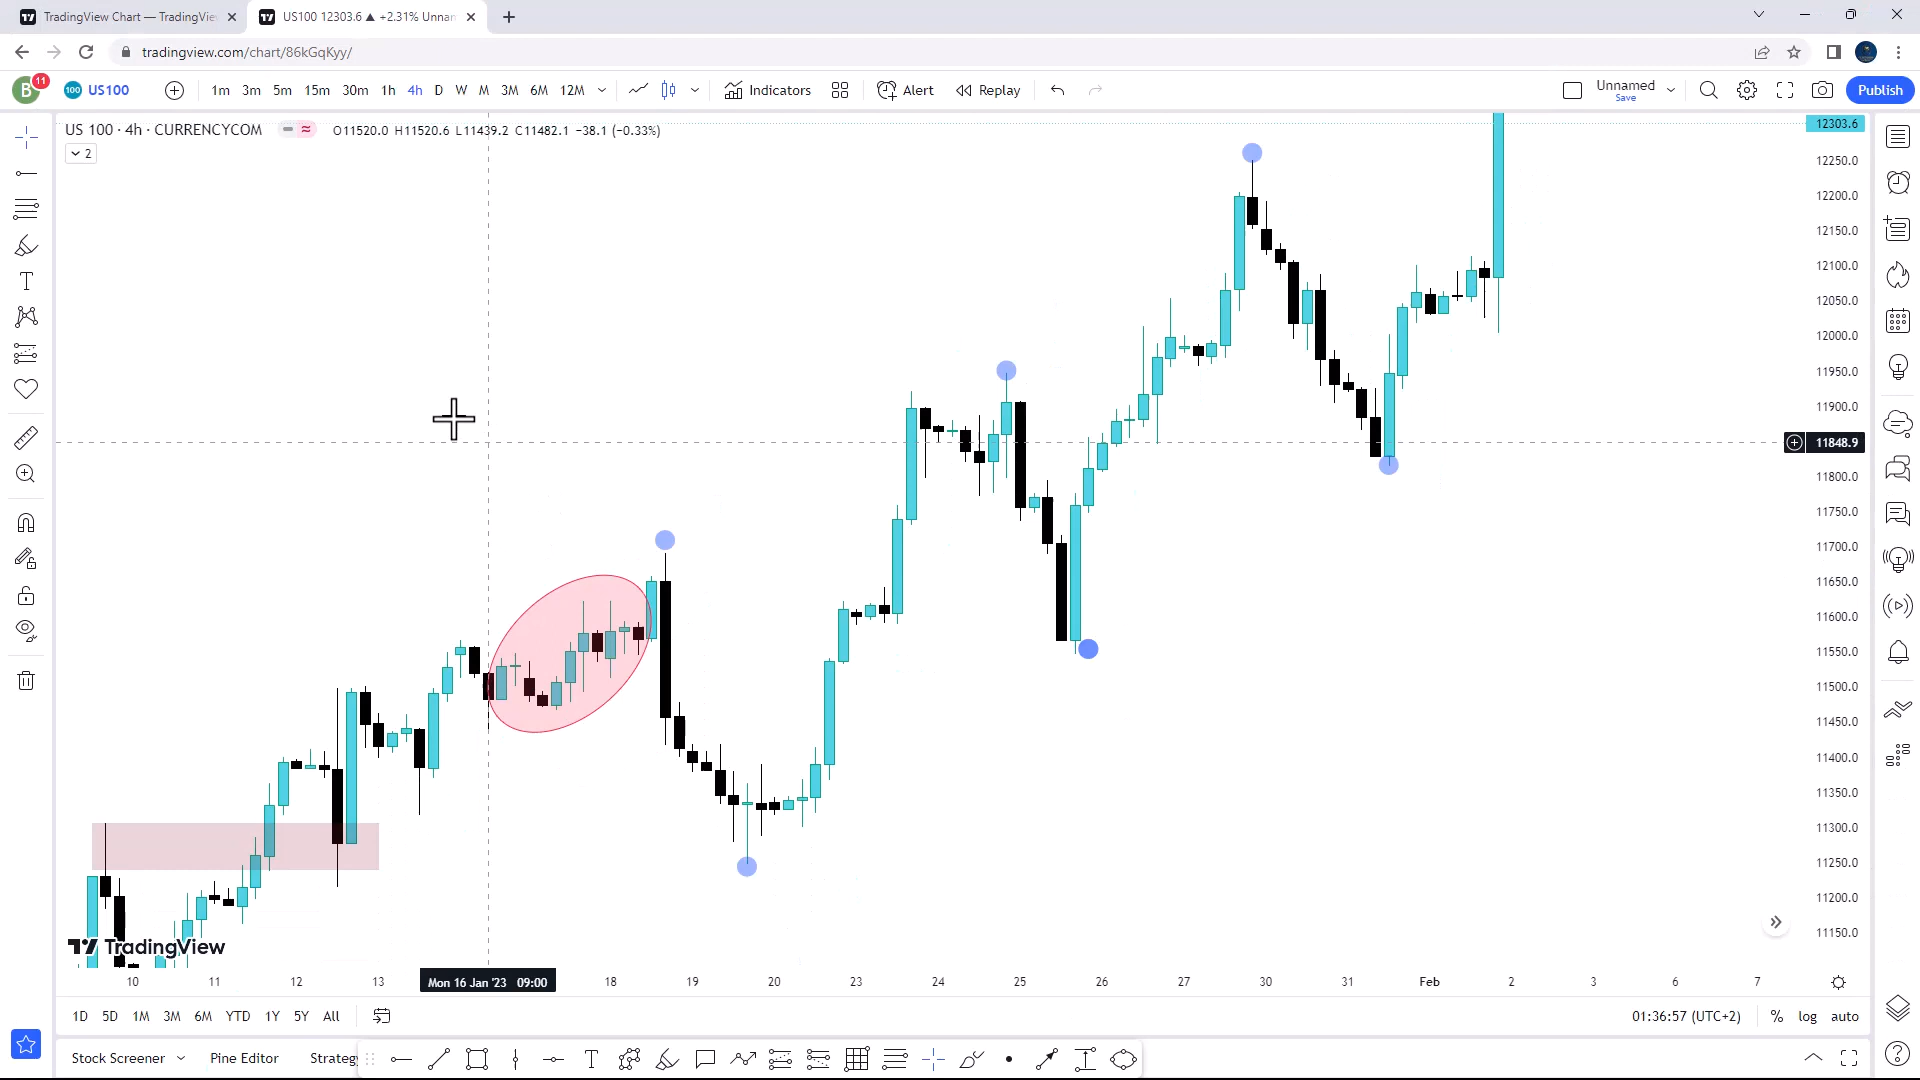 TradingView Chart — TradingVie
US100 12303.6 ▲ +2.31% Unnan
tradingview.com/chart/86kGqKyy/
B 11 100 US100 1m 3m 5m 15m 30m 1h 4h D W M 3M 6M 12M Indicators Alert Replay Unnamed Save Publish
US 100 · 4h · CURRENCYCOM O11520.0 H11520.6 L11439.2 C11482.1 −38.1 (−0.33%)
2
12303.6
12250.0
12200.0
12150.0
12100.0
12050.0
12000.0
11950.0
11900.0
11848.9
11800.0
11750.0
11700.0
11650.0
11600.0
11550.0
11500.0
11450.0
11400.0
11350.0
11300.0
11250.0
11200.0
11150.0
TradingView
10 11 12 13 Mon 16 Jan '23 09:00 18 19 20 23 24 25 26 27 30 31 Feb 2 3 6 7
1D 5D 1M 3M 6M YTD 1Y 5Y All 01:36:57 (UTC+2) % log auto
Stock Screener Pine Editor Strategy